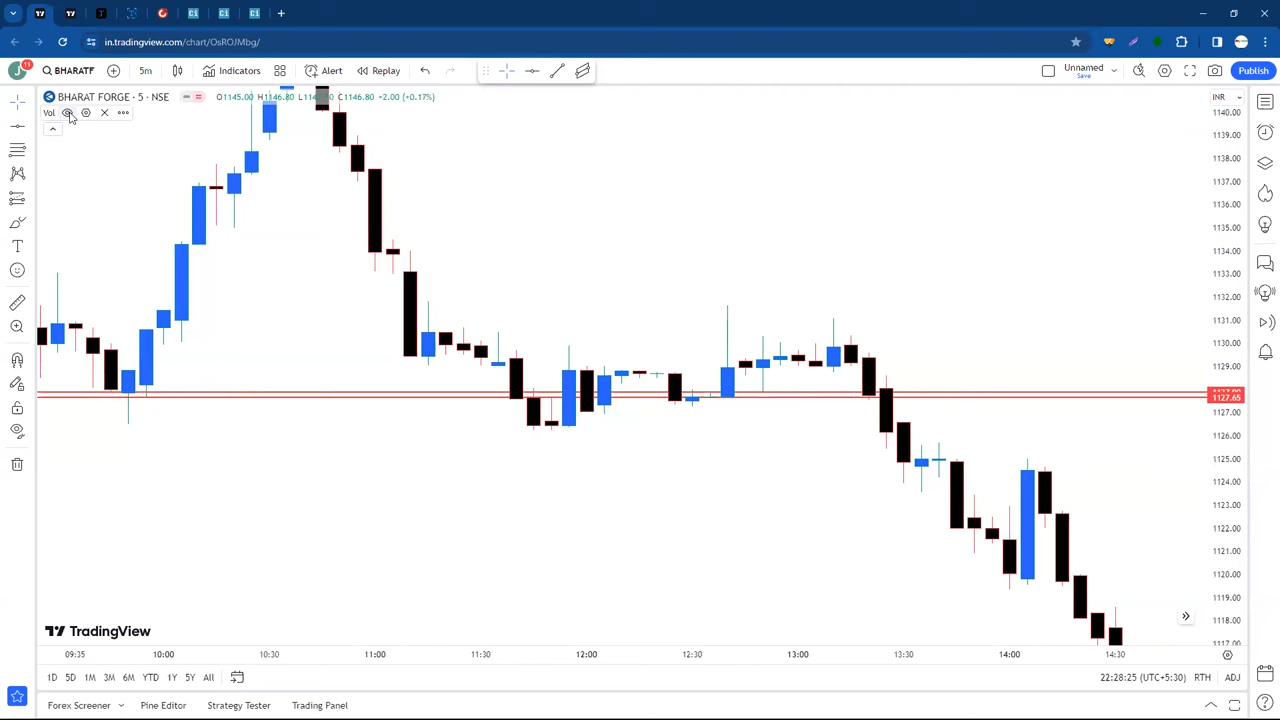 in.tradingview.com/chart/OsROJMbg/
11
BHARATF
5m
Indicators
Alert
Replay
Unnamed
Save
Publish
BHARAT FORGE · 5 · NSE
O1145.00 H1146.80 C1146.80 +2.00 (+0.17%)
INR
Vol
1140.00
1139.00
1138.00
1137.00
1136.00
1135.00
1134.00
1133.00
1132.00
1131.00
1130.00
1129.00
1127.65
1127.00
1126.00
1125.00
1124.00
1123.00
1122.00
1121.00
1120.00
1119.00
1118.00
1117.00
TradingView
09:35 10:00 10:30 11:00 11:30 12:00 12:30 13:00 13:30 14:00 14:30
1D 5D 1M 3M 6M YTD 1Y 5Y All
22:28:25 (UTC+5:30) RTH ADJ
Forex Screener Pine Editor Strategy Tester Trading Panel